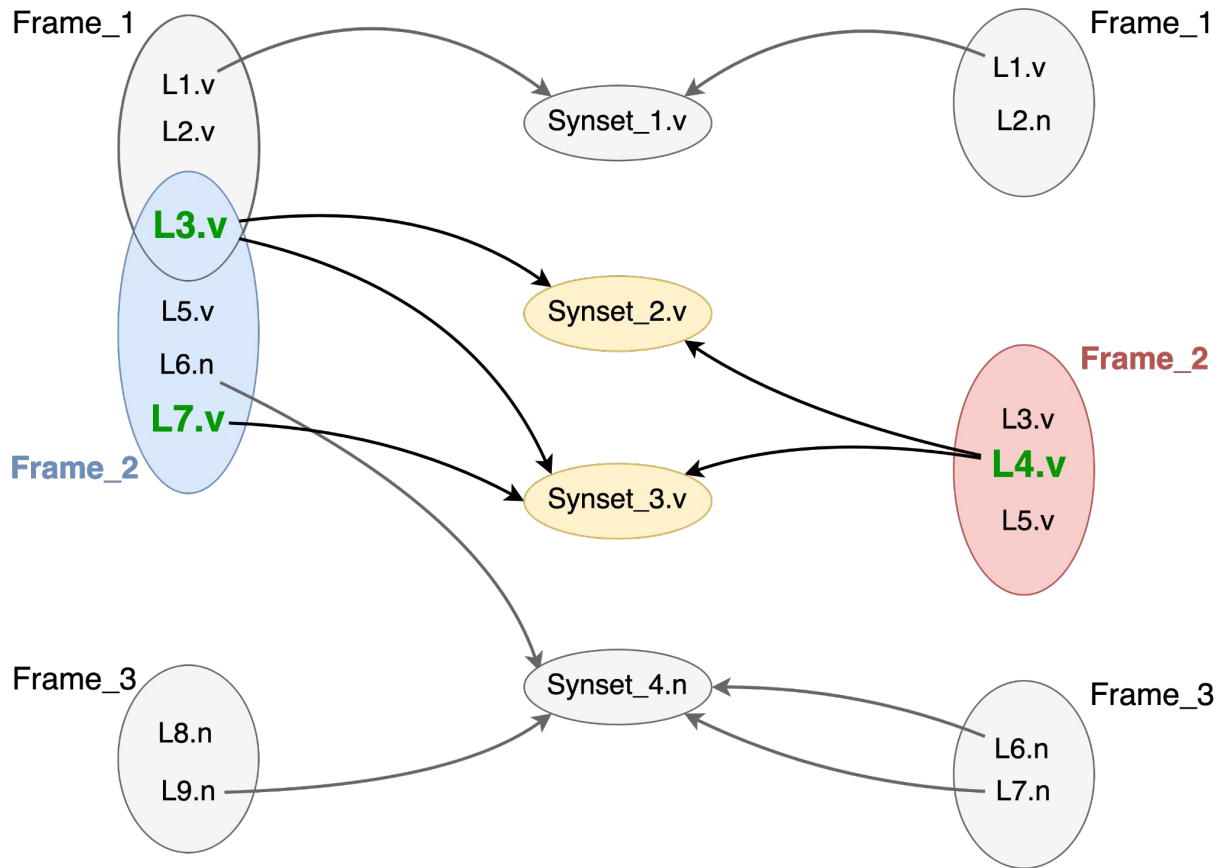 Frame_1
L1.v
L2.v
L3.v
L5.v
L6.n
L7.v
Frame_2
Frame_3
L8.n
L9.n
Synset_1.v
Synset_2.v
Synset_3.v
Synset_4.n
Frame_1
L1.v
L2.n
Frame_2
L3.v
L4.v
L5.v
Frame_3
L6.n
L7.n